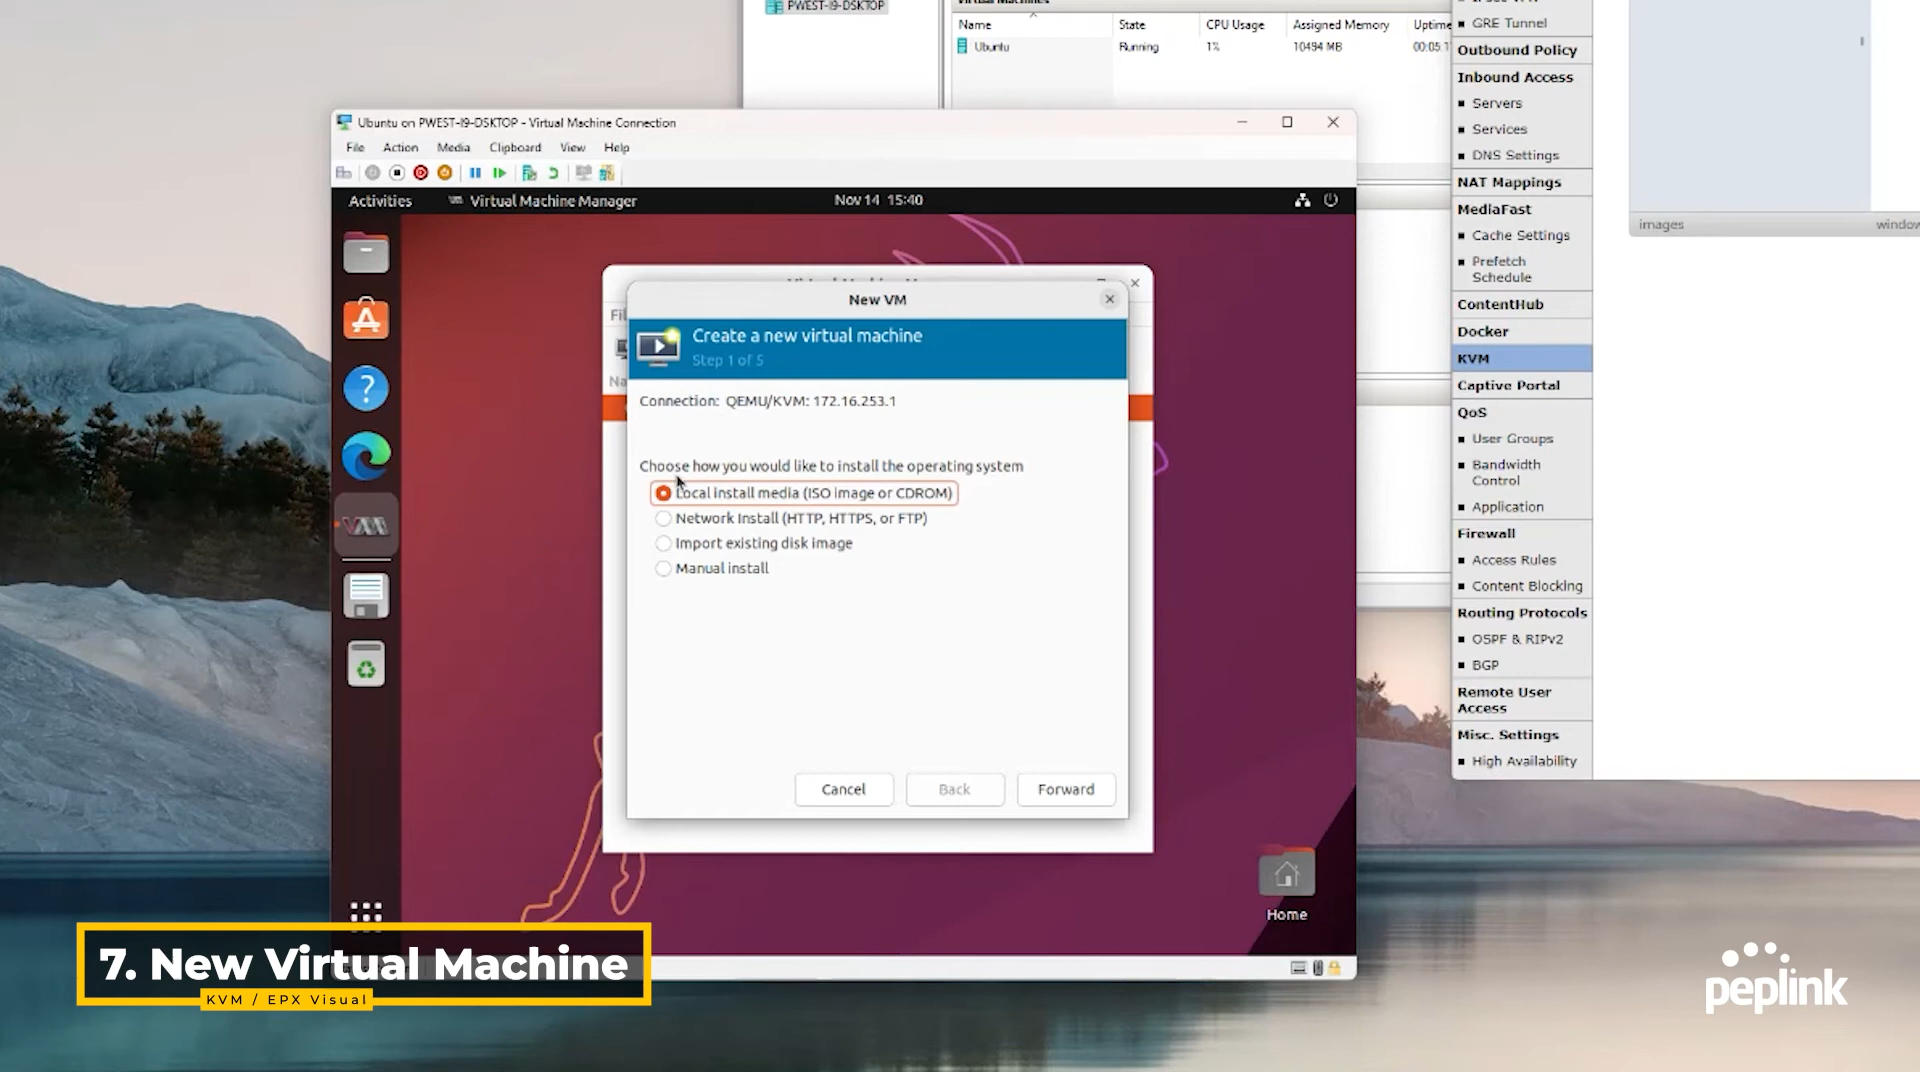 PWEST-I9-DSKTOP
Virtual Machines
Name State CPU Usage Assigned Memory Uptime
Ubuntu Running 1% 10494 MB
GRE Tunnel
Outbound Policy
Inbound Access
Servers
Services
DNS Settings
NAT Mappings
MediaFast
Cache Settings
Prefetch
Schedule
ContentHub
Docker
KVM
Captive Portal
QoS
User Groups
Bandwidth
Control
Application
Firewall
Access Rules
Content Blocking
Routing Protocols
OSPF & RIPv2
BGP
Remote User
Access
Misc. Settings
High Availability
images
Ubuntu on PWEST-I9-DSKTOP - Virtual Machine Connection
File Action Media Clipboard View Help
Activities Virtual Machine Manager Nov 14 15:40
New VM
Create a new virtual machine
Step 1 of 5
Connection: QEMU/KVM: 172.16.253.1
Choose how you would like to install the operating system
Local install media (ISO image or CDROM)
Network Install (HTTP, HTTPS, or FTP)
Import existing disk image
Manual install
Cancel Back Forward
Home
7. New Virtual Machine
KVM / EPX Visual
peplink